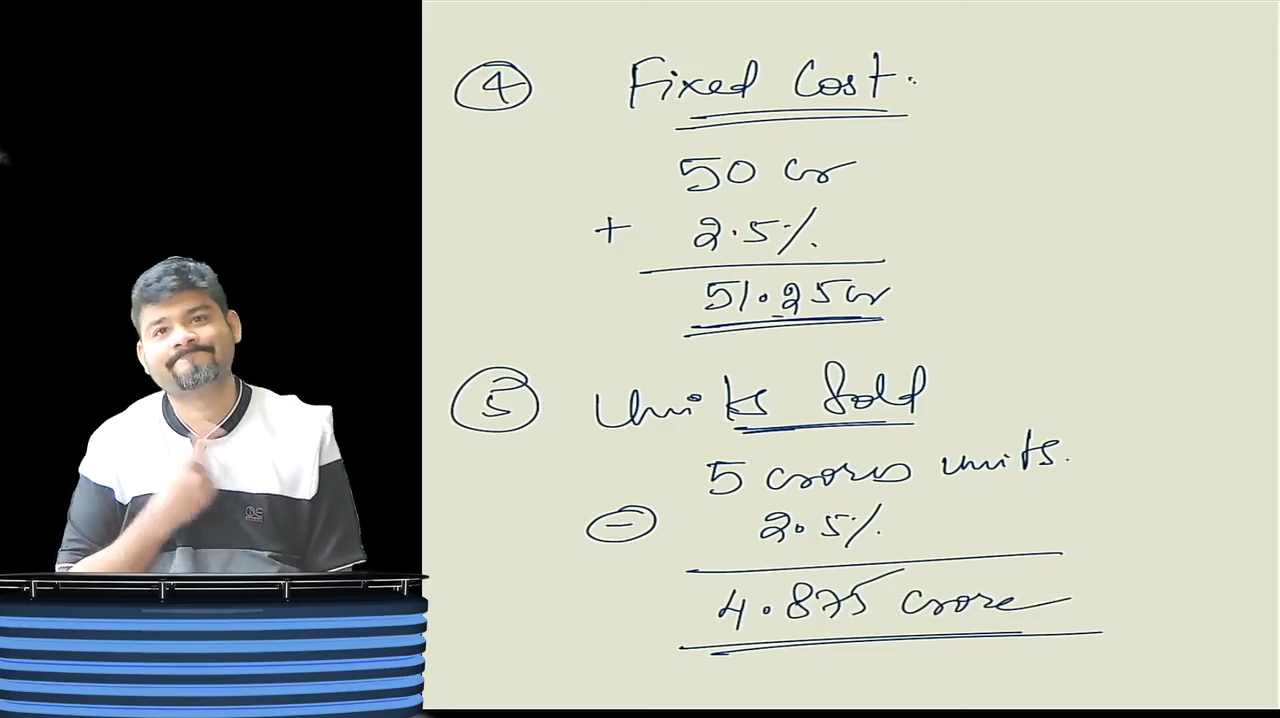 ④ Fixed Cost.
50 cr
+ 2.5%
51.25 cr
⑤ Units Sold
5 crores units.
⊖ 2.5%
4.875 crore